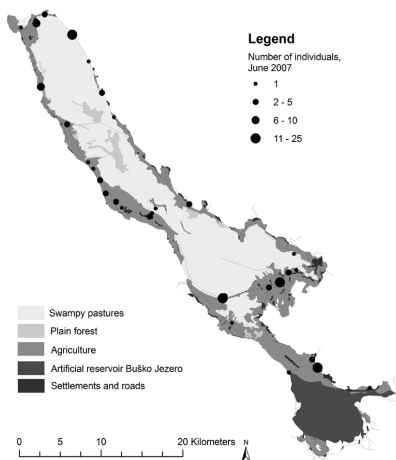 Legend
Number of individuals,
June 2007
1
2 - 5
6 - 10
11 - 25
Swampy pastures
Plain forest
Agriculture
Artificial reservoir Buško Jezero
Settlements and roads
0 5 10 20 Kilometers
N